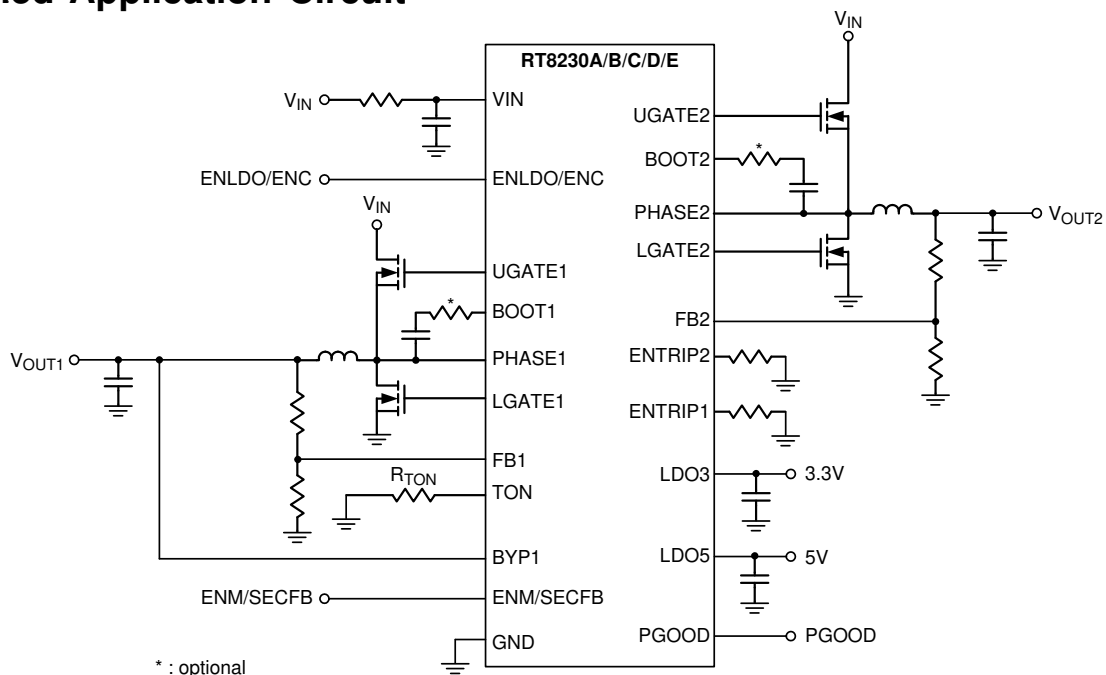 Application Circuit
RT8230A/B/C/D/E
VIN
VIN
VIN
UGATE2
BOOT2
*
PHASE2
VOUT2
LGATE2
FB2
ENTRIP2
ENTRIP1
LDO3
3.3V
LDO5
5V
PGOOD
PGOOD
ENLDO/ENC
ENLDO/ENC
VIN
UGATE1
BOOT1
*
PHASE1
VOUT1
LGATE1
FB1
RTON
TON
BYP1
ENM/SECFB
ENM/SECFB
GND
* : optional